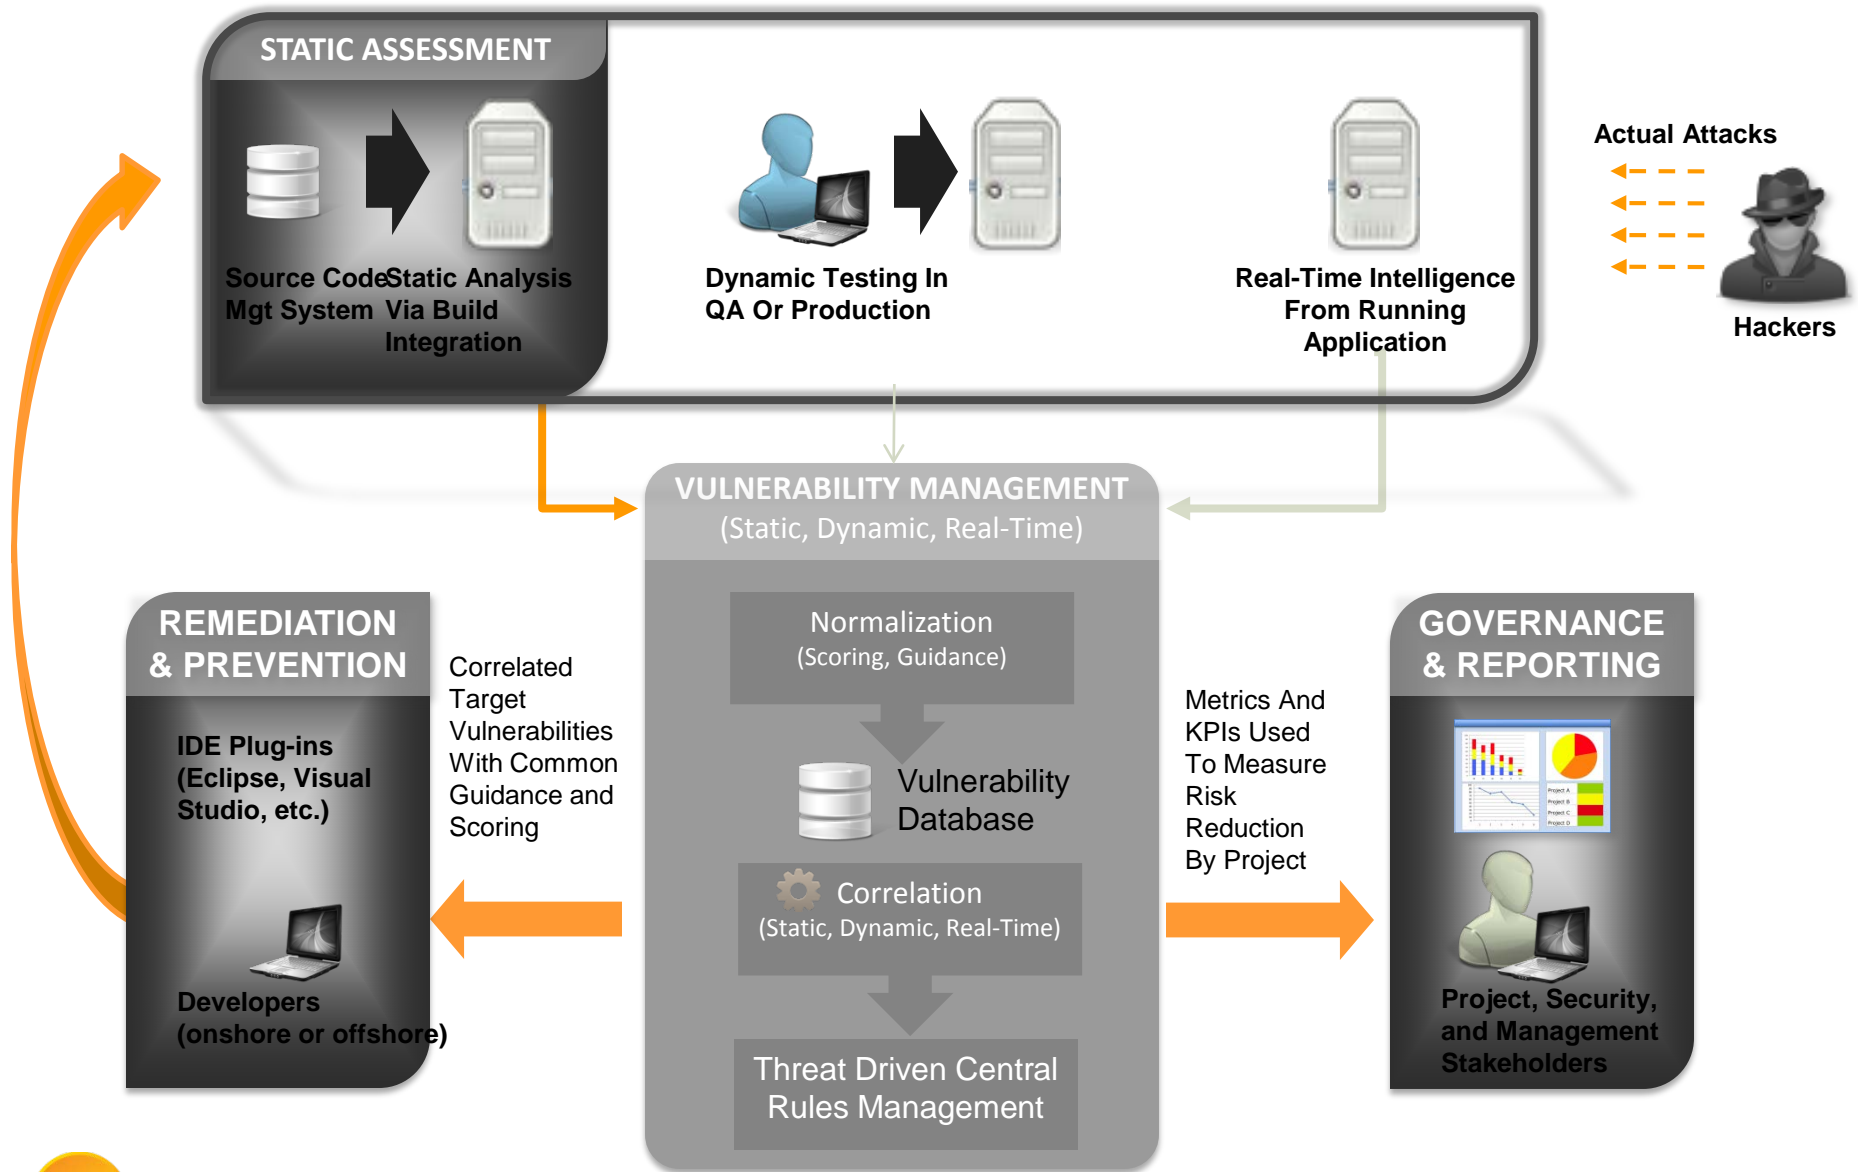 STATIC ASSESSMENT
Source Code
Mgt System
Static Analysis
Via Build
Integration
Dynamic Testing In
QA Or Production
Real-Time Intelligence
From Running
Application
Actual Attacks
Hackers
VULNERABILITY MANAGEMENT
(Static, Dynamic, Real-Time)
Normalization
(Scoring, Guidance)
Vulnerability
Database
Correlation
(Static, Dynamic, Real-Time)
Threat Driven Central
Rules Management
REMEDIATION
& PREVENTION
IDE Plug-ins
(Eclipse, Visual
Studio, etc.)
Developers
(onshore or offshore)
Correlated
Target
Vulnerabilities
With Common
Guidance and
Scoring
Metrics And
KPIs Used
To Measure
Risk
Reduction
By Project
GOVERNANCE
& REPORTING
Project A
Project B
Project C
Project D
Project, Security,
and Management
Stakeholders